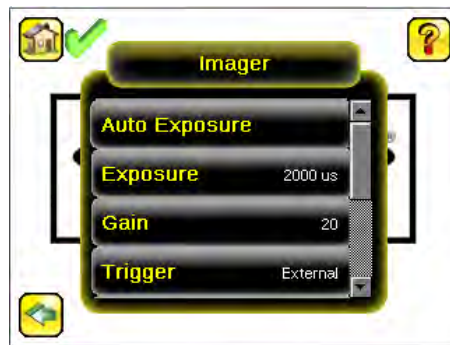 Imager
Auto Exposure
Exposure 2000 us
Gain 20
Trigger External
?